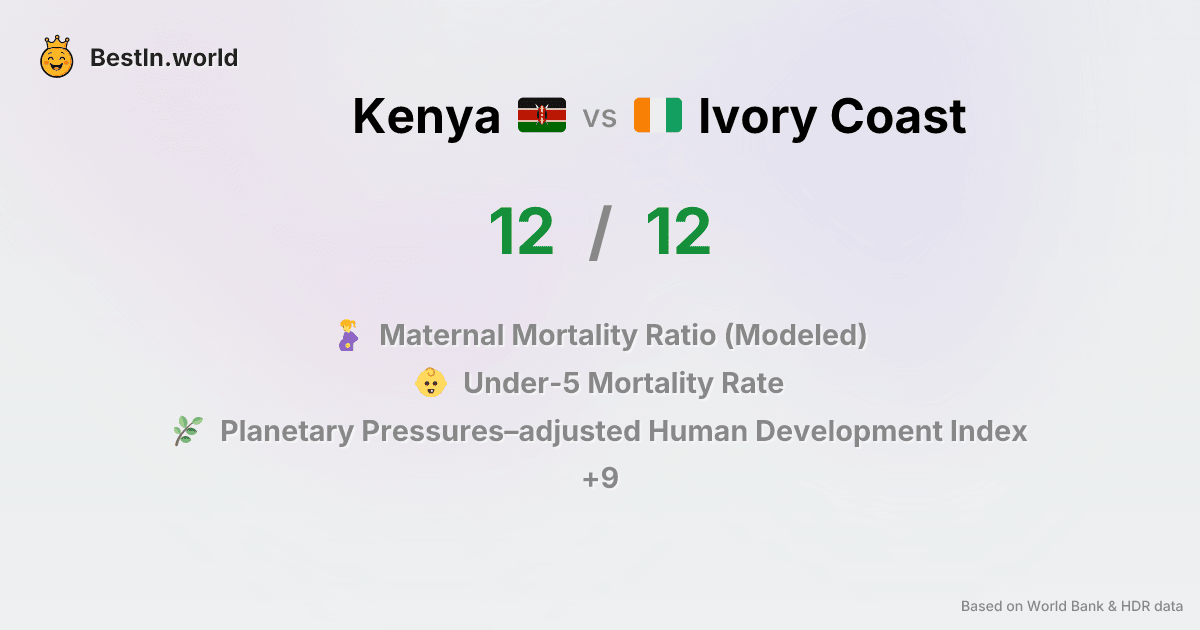 BestIn.world
Kenya vs Ivory Coast
12 / 12
Maternal Mortality Ratio (Modeled)
Under-5 Mortality Rate
Planetary Pressures–adjusted Human Development Index
+9
Based on World Bank & HDR data